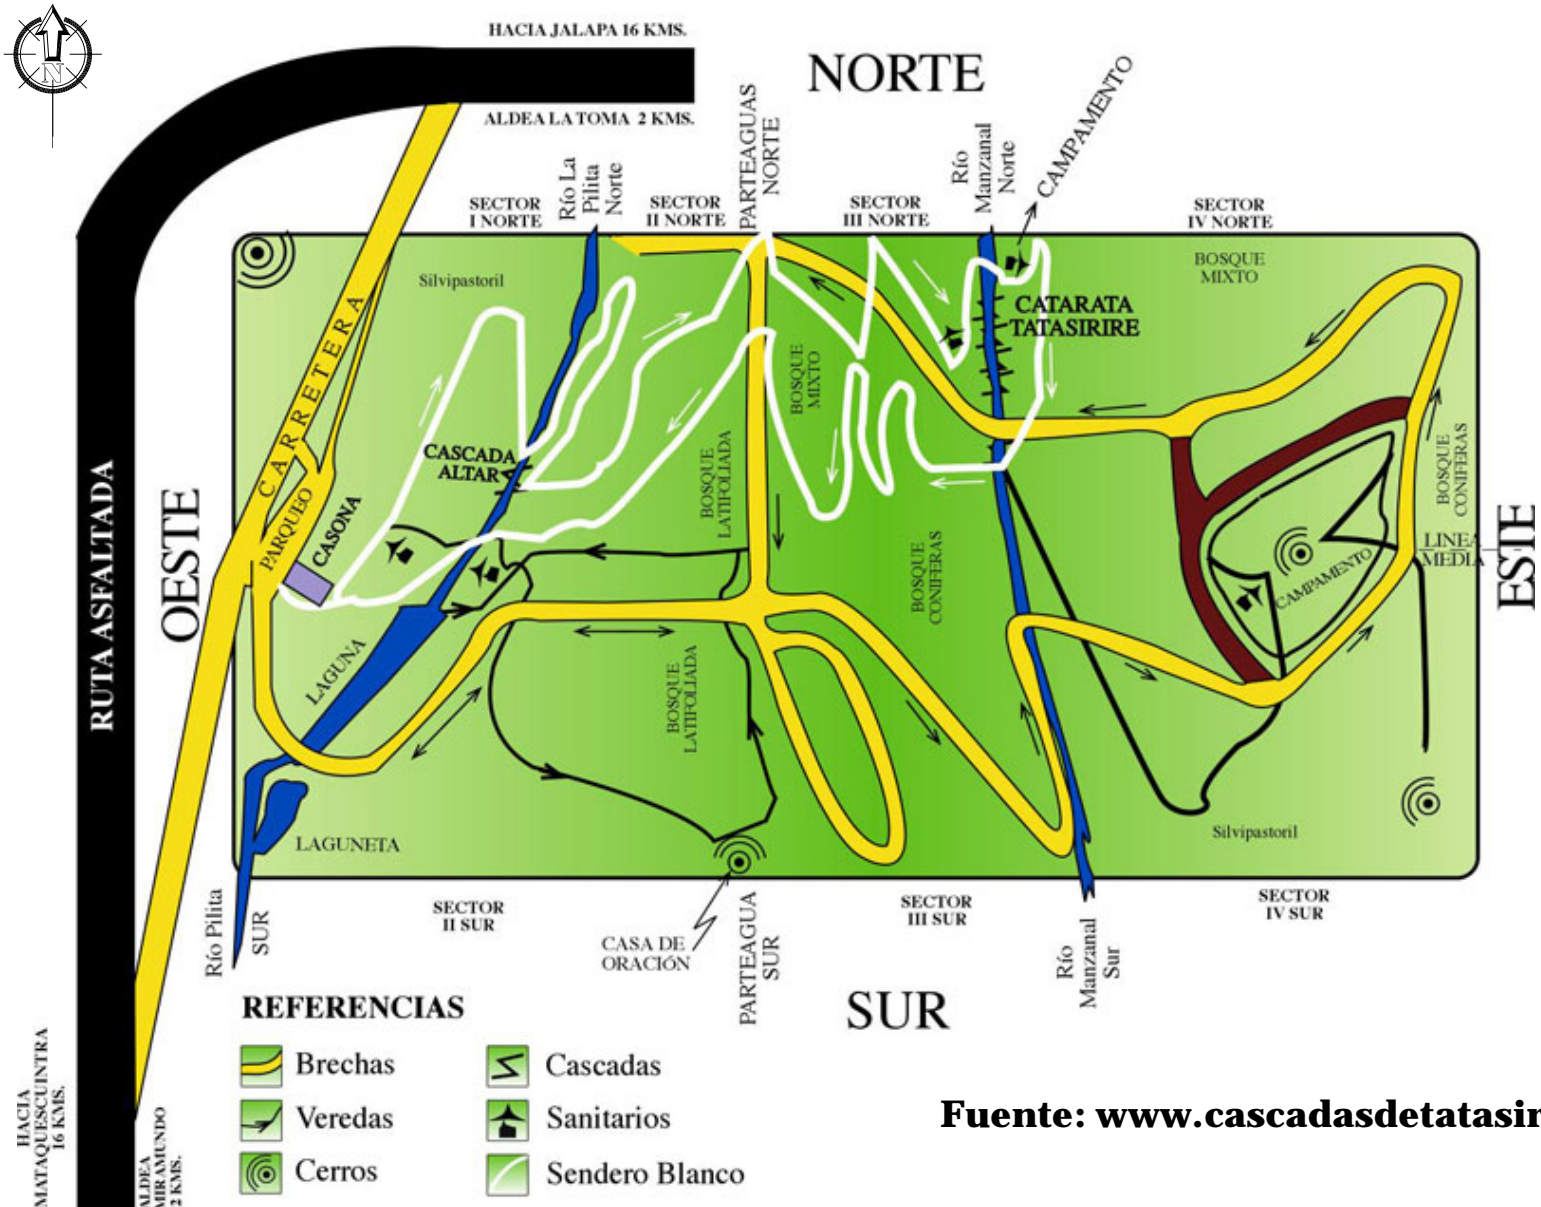 N
HACIA JALAPA 16 KMS.
ALDEA LA TOMA 2 KMS.
NORTE
PARTEAGUAS
NORTE
CAMPAMENTO
Río
Manzanal
Norte
Río La
Pilita
Norte
SECTOR
I NORTE
SECTOR
II NORTE
SECTOR
III NORTE
SECTOR
IV NORTE
BOSQUE
MIXTO
Silvipastoril
CARRETERA
CATARATA
TATASIRIRE
BOSQUE
MIXTO
CASCADA
ALTAR
BOSQUE
LATIFOLIADA
BOSQUE
CONIFERAS
RUTA ASFALTADA
OESTE
PARQUEO
CASONA
BOSQUE
CONIFERAS
LINEA
MEDIA
ESTE
CAMPAMENTO
LAGUNA
BOSQUE
LATIFOLIADA
LAGUNETA
Silvipastoril
Río Pilita
SUR
SECTOR
II SUR
CASA DE
ORACIÓN
PARTEAGUA
SUR
SECTOR
III SUR
Río
Manzanal
Sur
SECTOR
IV SUR
SUR
REFERENCIAS
Brechas
Veredas
Cerros
Cascadas
Sanitarios
Sendero Blanco
Fuente: www.cascadasdetatasir
HACIA
MATAQUESCUINTRA
16 KMS.
ALDEA
MIRAMUNDO
2 KMS.